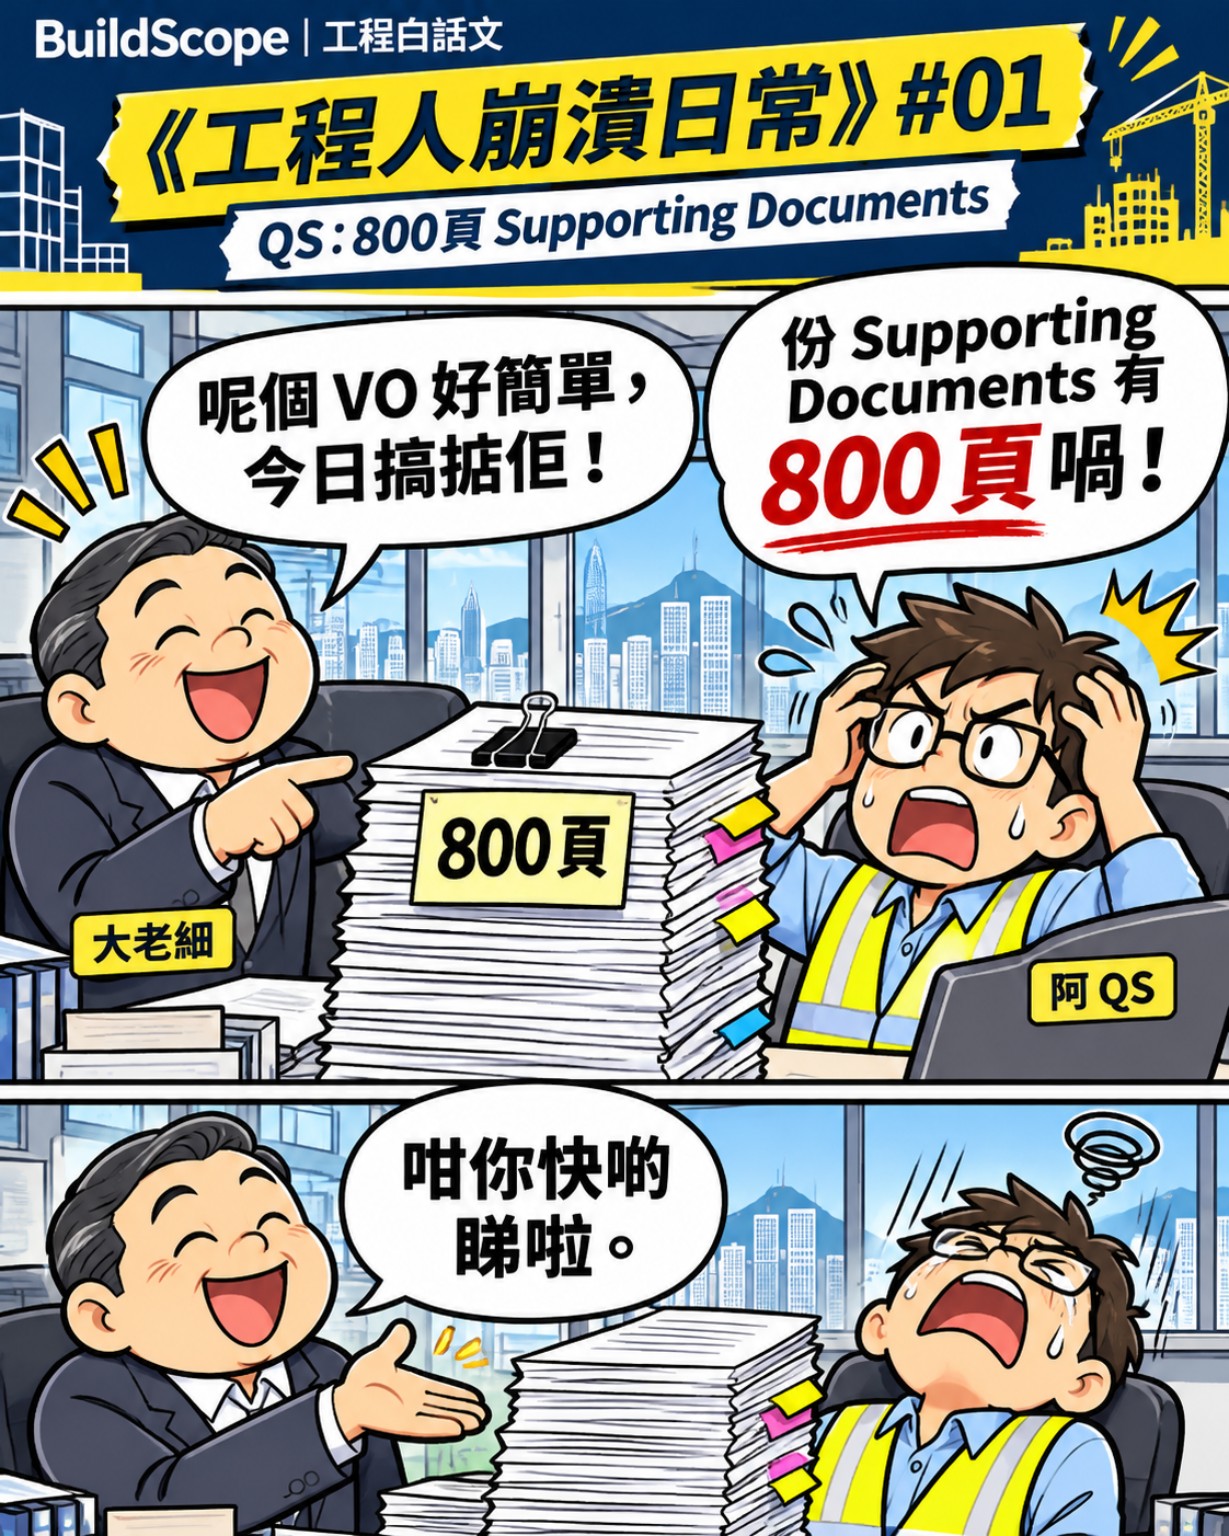 BuildScope | 工程白話文
《工程人崩潰日常》#01
QS：800頁 Supporting Documents
呢個 VO 好簡單，
今日搞掂佢！
份 Supporting
Documents 有
800頁喎！
800頁
大老細
阿 QS
咁你快啲
睇啦。